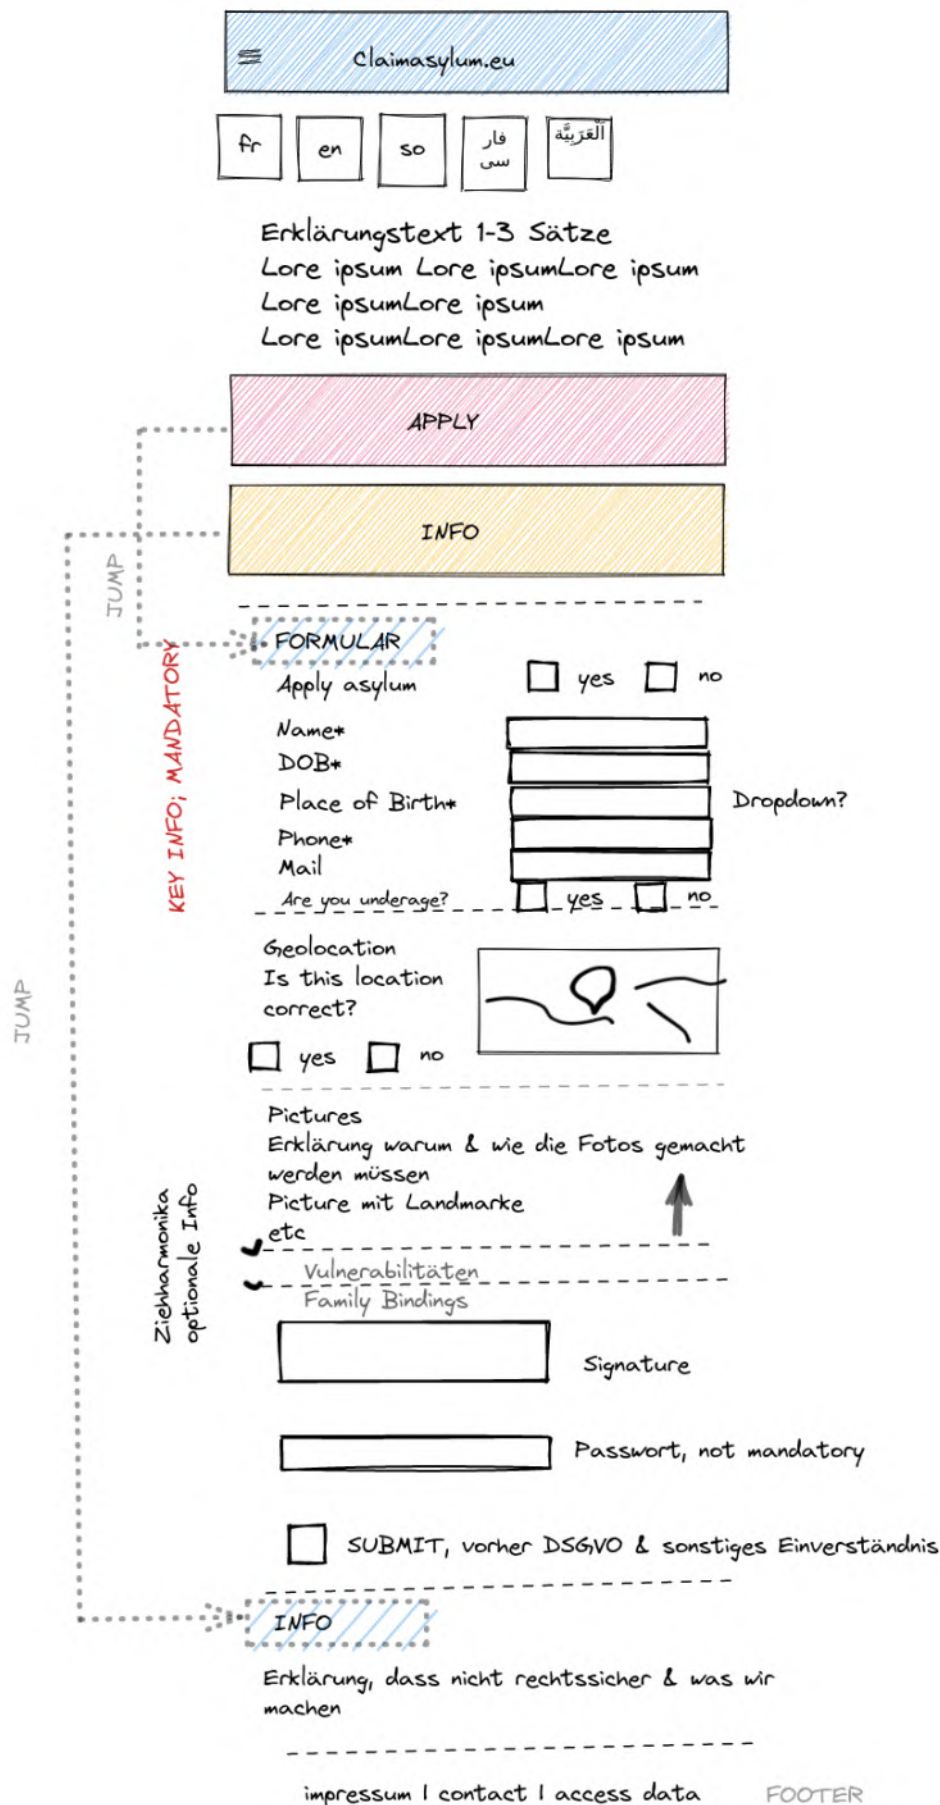 Claimasylum.eu
fr
en
so
فار
سی
اَلْعَرَبِيَّة
Erklärungstext 1-3 Sätze
Lore ipsum Lore ipsumLore ipsum
Lore ipsumLore ipsum
Lore ipsumLore ipsumLore ipsum
APPLY
INFO
JUMP
FORMULAR
KEY INFO; MANDATORY
Apply asylum
yes
no
Name*
DOB*
Place of Birth*
Dropdown?
Phone*
Mail
Are you underage?
yes
no
JUMP
Geolocation
Is this location
correct?
yes
no
Pictures
Erklärung warum & wie die Fotos gemacht
werden müssen
Picture mit Landmarke
etc
Ziehharmonika
optionale Info
Vulnerabilitäten
Family Bindings
Signature
Passwort, not mandatory
SUBMIT, vorher DSGVO & sonstiges Einverständnis
INFO
Erklärung, dass nicht rechtssicher & was wir
machen
impressum | contact | access data
FOOTER